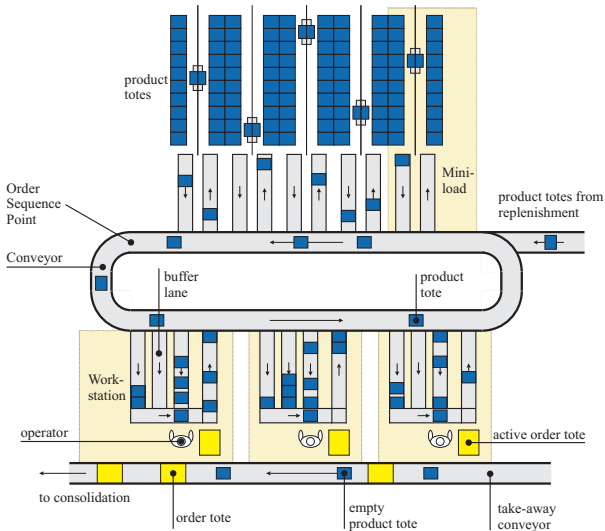 product
totes
Mini-
load
Order
Sequence
Point
product totes from
replenishment
Conveyor
buffer
lane
product
tote
Work-
station
operator
active order tote
to consolidation
order tote
empty
product tote
take-away
conveyor